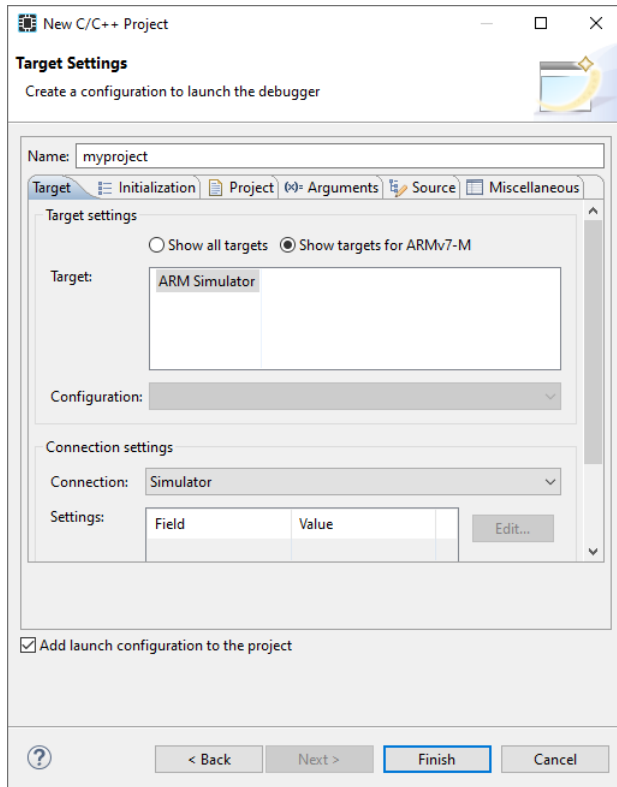 New C/C++ Project
Target Settings
Create a configuration to launch the debugger
Name: myproject
Target Initialization Project (x)= Arguments Source Miscellaneous
Target settings
Show all targets Show targets for ARMv7-M
Target: ARM Simulator
Configuration:
Connection settings
Connection: Simulator
Settings: Field Value Edit...
Add launch configuration to the project
? < Back Next > Finish Cancel